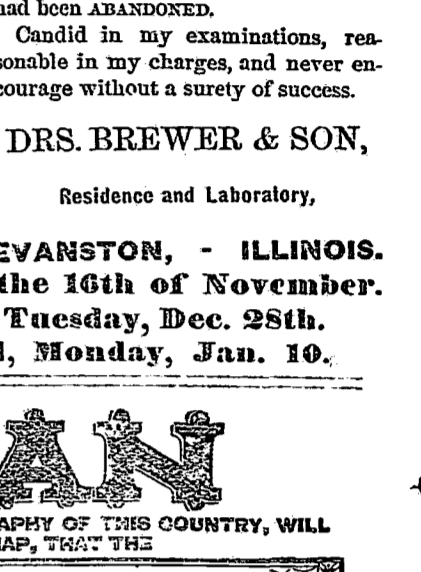 had been ABANDONED.
Candid in my examinations, rea-
sonable in my charges, and never en-
courage without a surety of success.
DRS. BREWER & SON,
Residence and Laboratory,
EVANSTON, - ILLINOIS.
the 16th of November.
Tuesday, Dec. 28th.
, Monday, Jan. 10.
AN
APHY OF THIS COUNTRY, WILL
AP, THAT THE